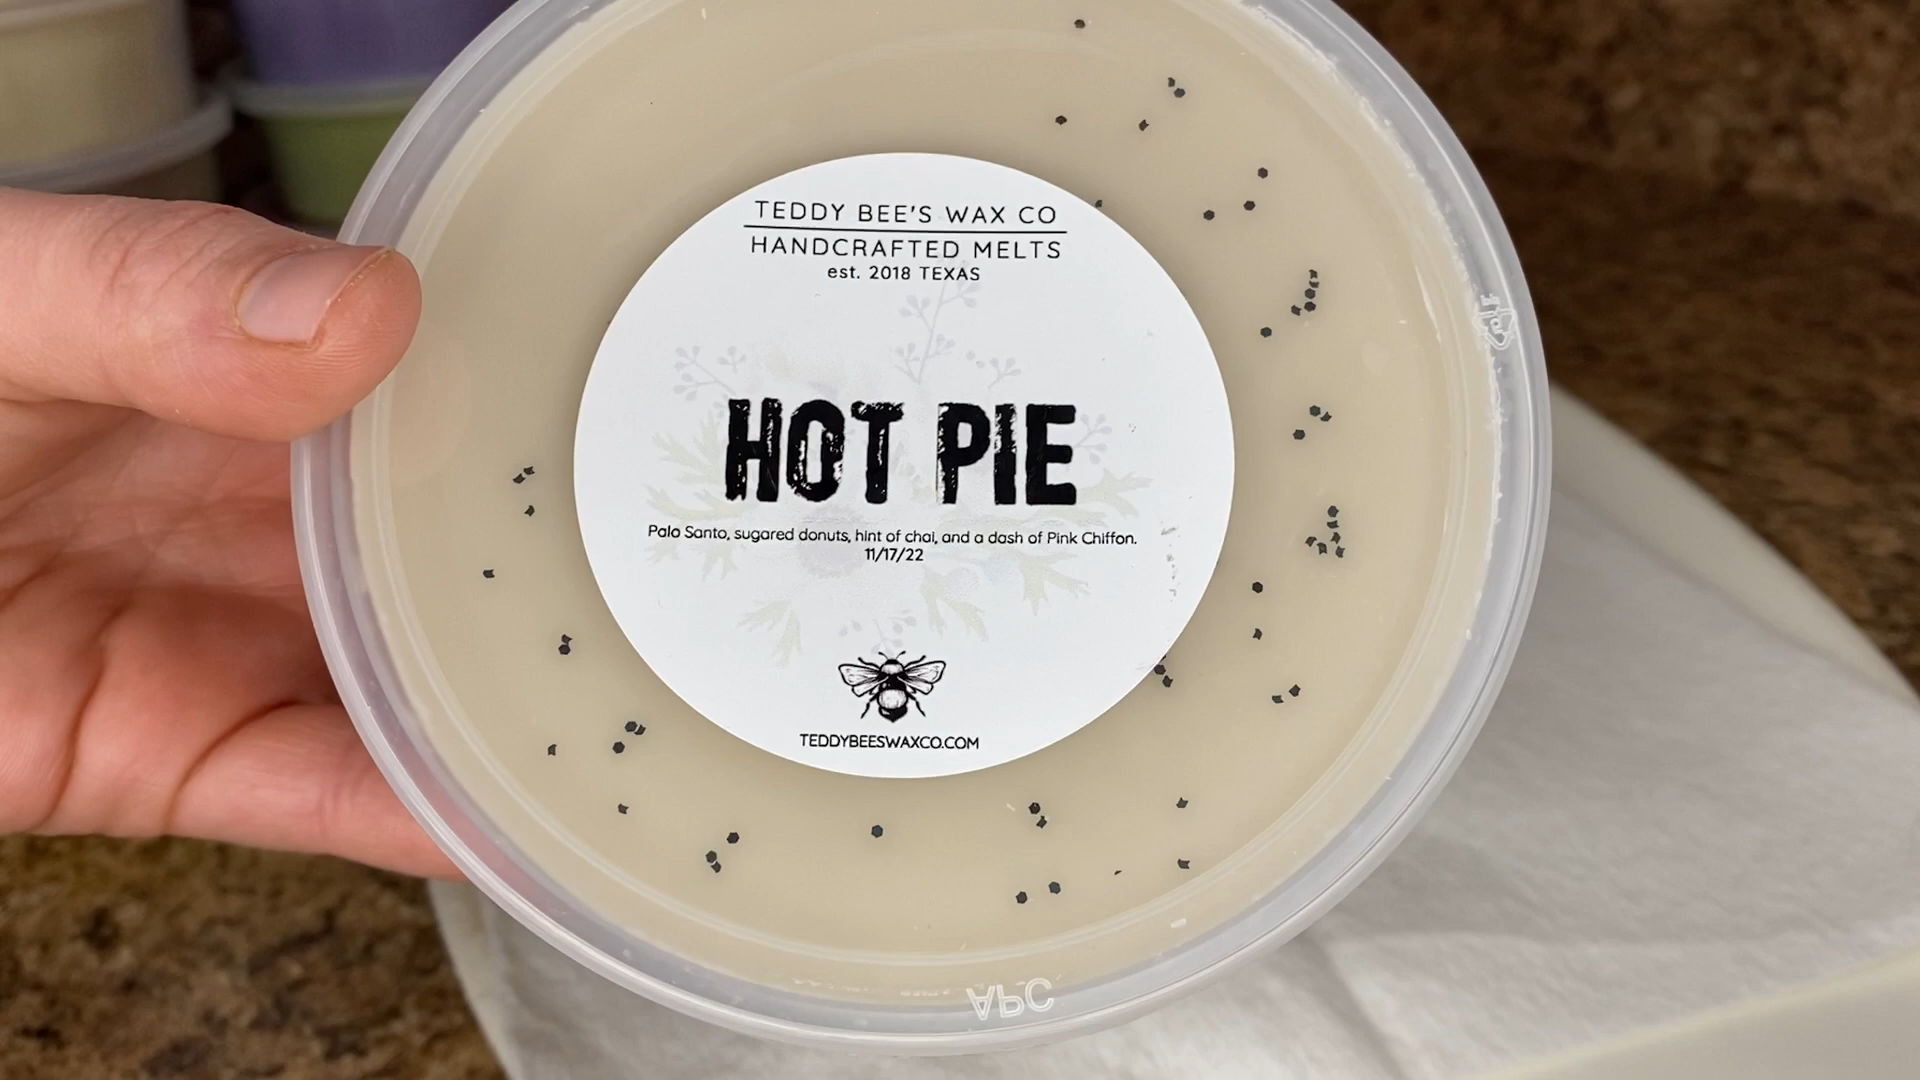 TEDDY BEE'S WAX CO
HANDCRAFTED MELTS
est. 2018 TEXAS
HOT PIE
Palo Santo, sugared donuts, hint of chai, and a dash of Pink Chiffon.
11/17/22
TEDDYBEESWAXCO.COM
APC